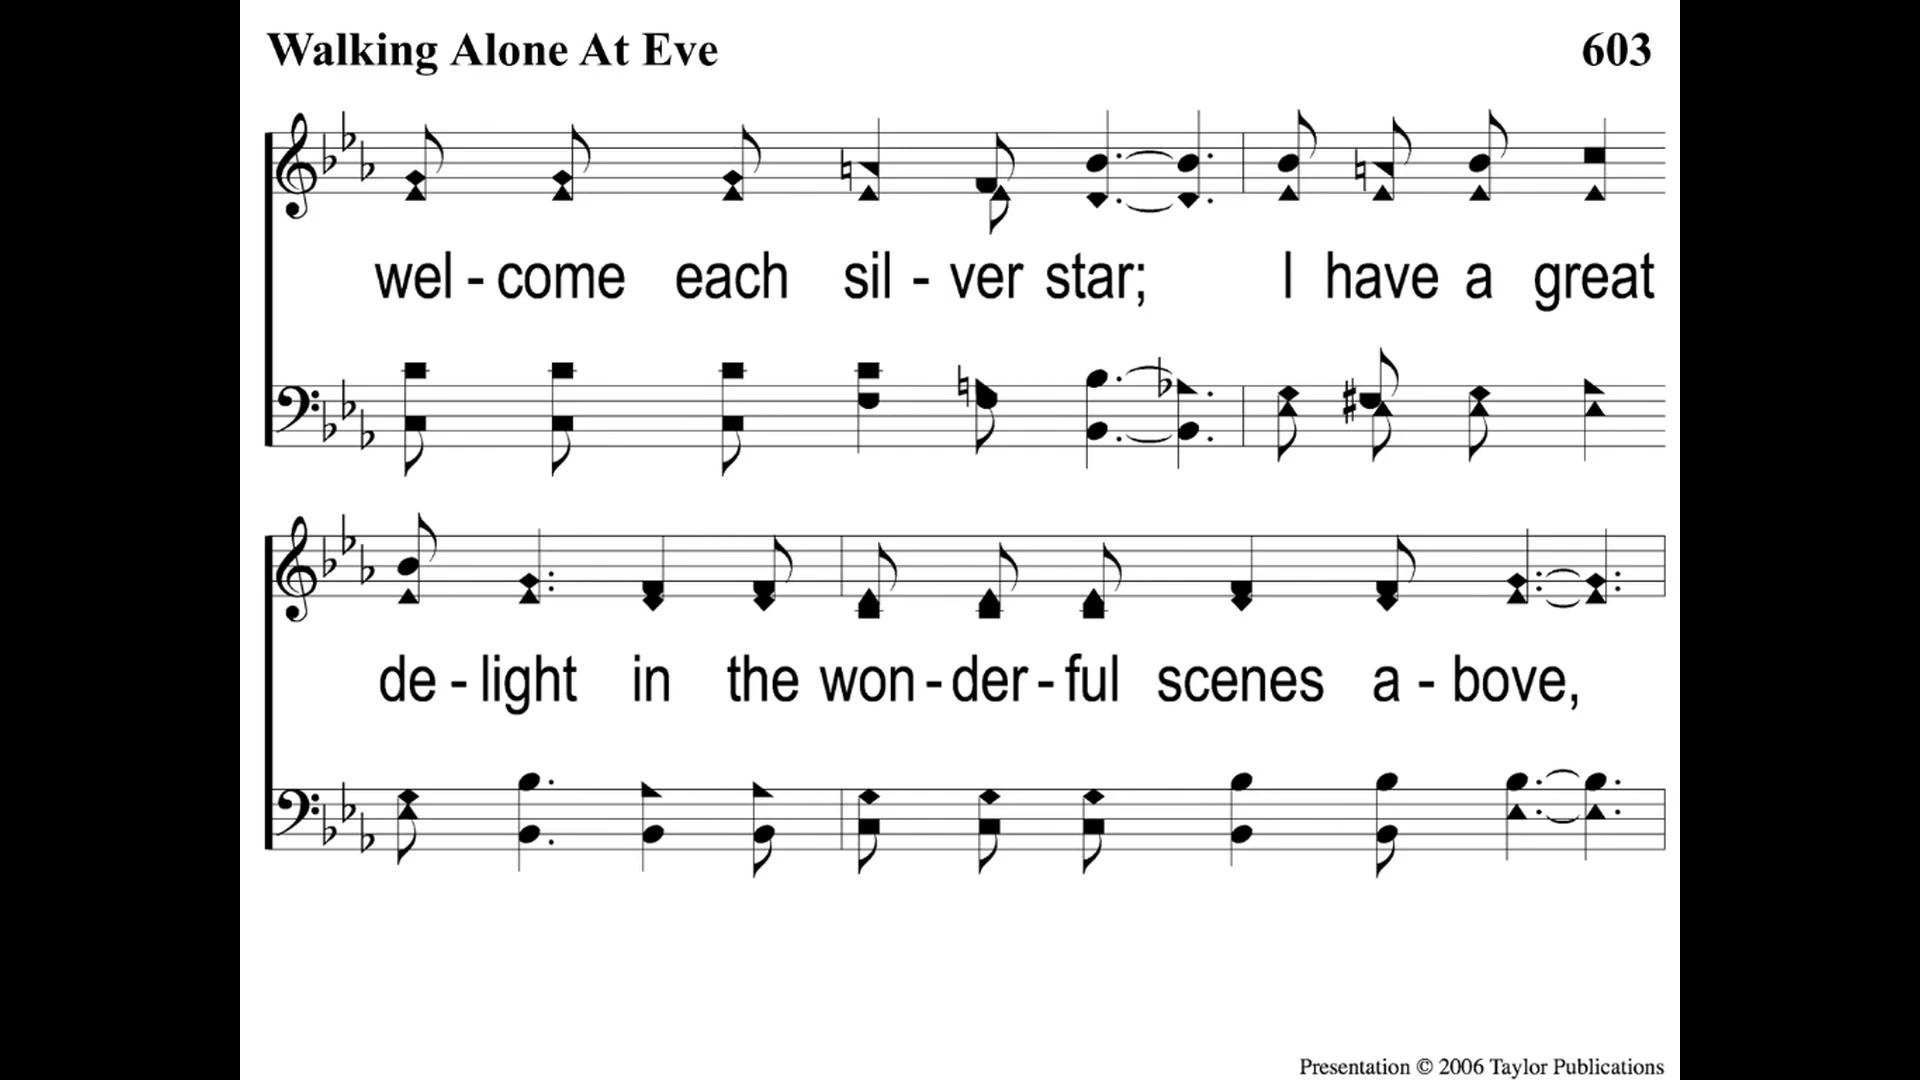 Walking Alone At Eve 603
wel - come each sil - ver star; I have a great
de - light in the won - der - ful scenes a - bove,
Presentation © 2006 Taylor Publications